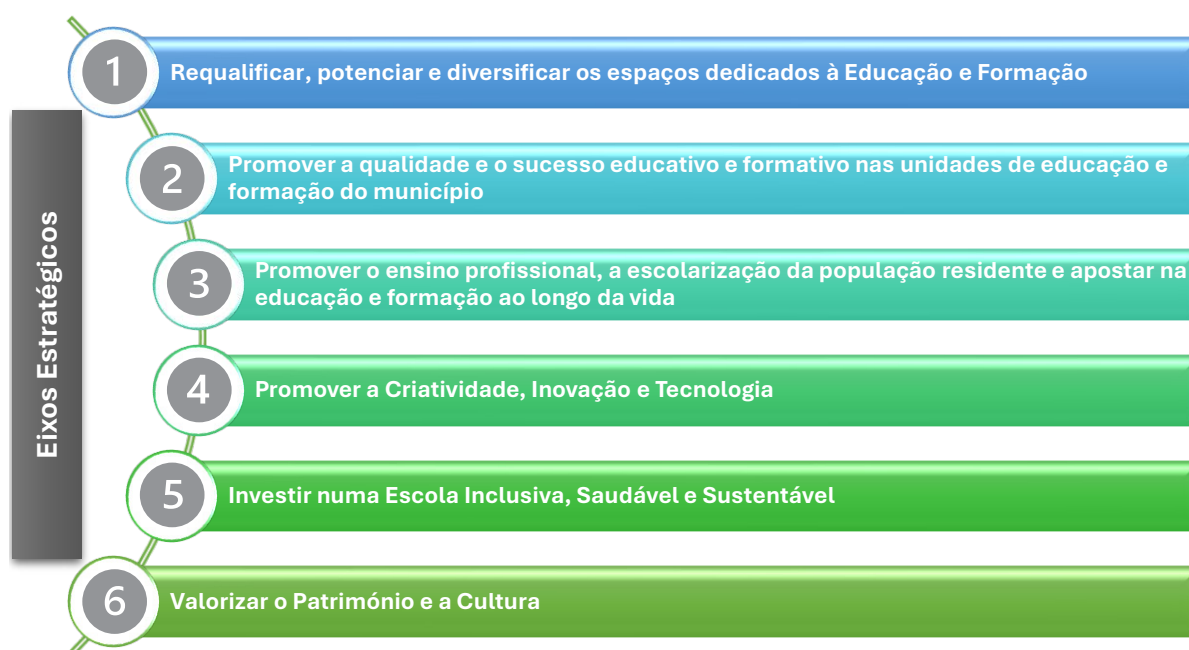 Eixos Estratégicos
1
Requalificar, potenciar e diversificar os espaços dedicados à Educação e Formação
2
Promover a qualidade e o sucesso educativo e formativo nas unidades de educação e
formação do município
3
Promover o ensino profissional, a escolarização da população residente e apostar na
educação e formação ao longo da vida
4
Promover a Criatividade, Inovação e Tecnologia
5
Investir numa Escola Inclusiva, Saudável e Sustentável
6
Valorizar o Património e a Cultura